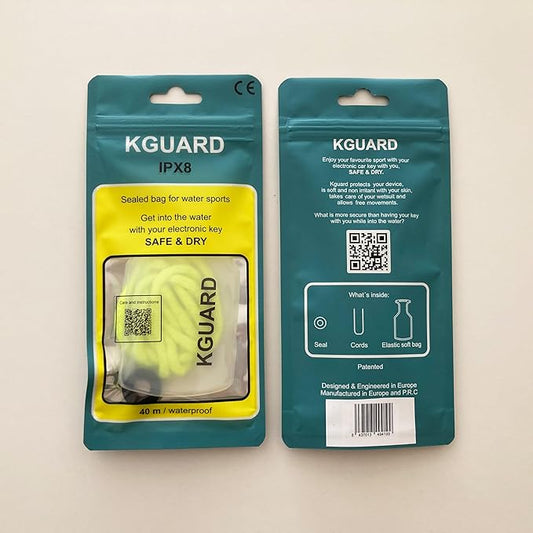 CE
KGUARD
IPX8
Sealed bag for water sports
Get into the water
with your electronic key
SAFE & DRY
Care and instructions
KGUARD
40 m / waterproof
KGUARD
Enjoy your favourite sport with your
electronic car key with you,
SAFE & DRY.
Kguard protects your device,
is soft and non irritant with your skin,
takes care of your wetsuit and
allows free movements.
What is more secure than having your key
with you while into the water?
What´s inside:
Seal
Cords
Elastic soft bag
Patented
Designed & Engineered in Europe
Manufactured in Europe and P.R.C